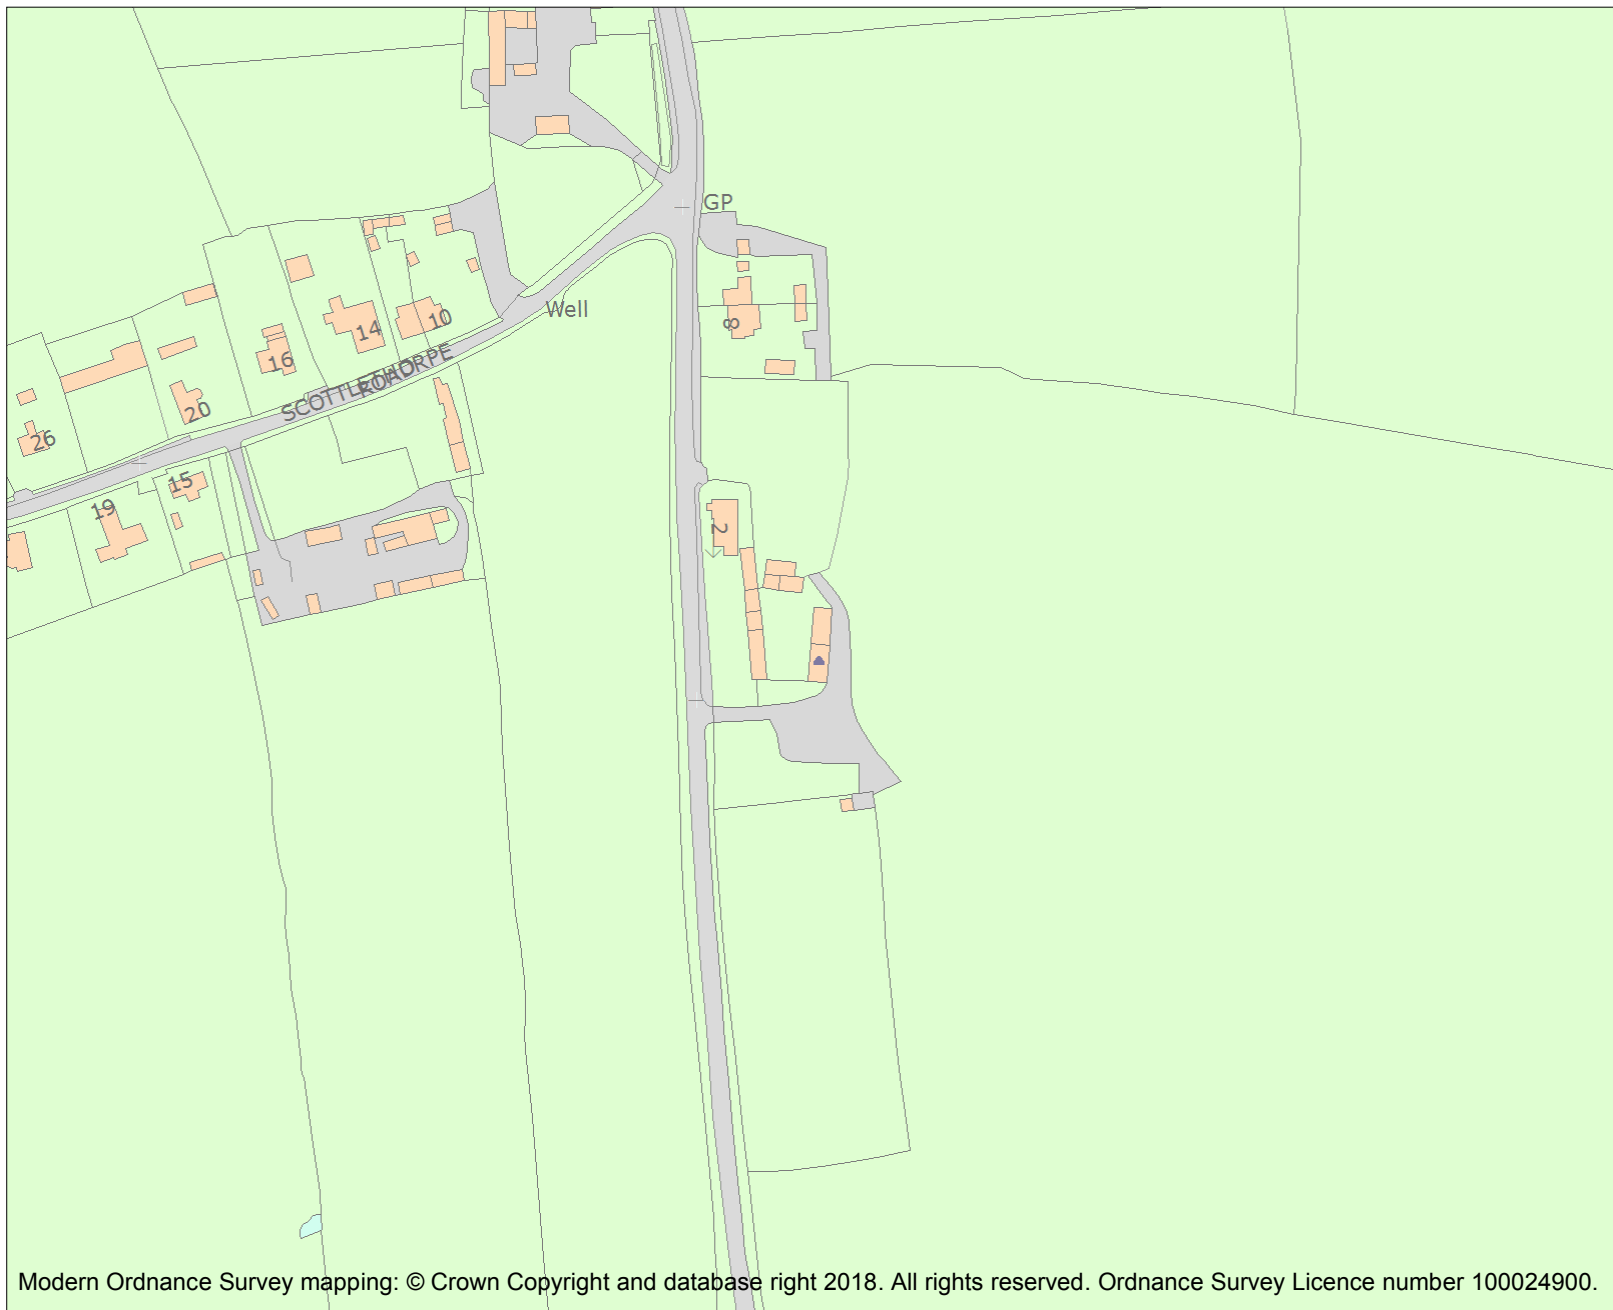 GP
Well
10
14
8
16
SCOTTLETHORPE
ROAD
20
26
15
19
2
Modern Ordnance Survey mapping: © Crown Copyright and database right 2018. All rights reserved. Ordnance Survey Licence number 100024900.